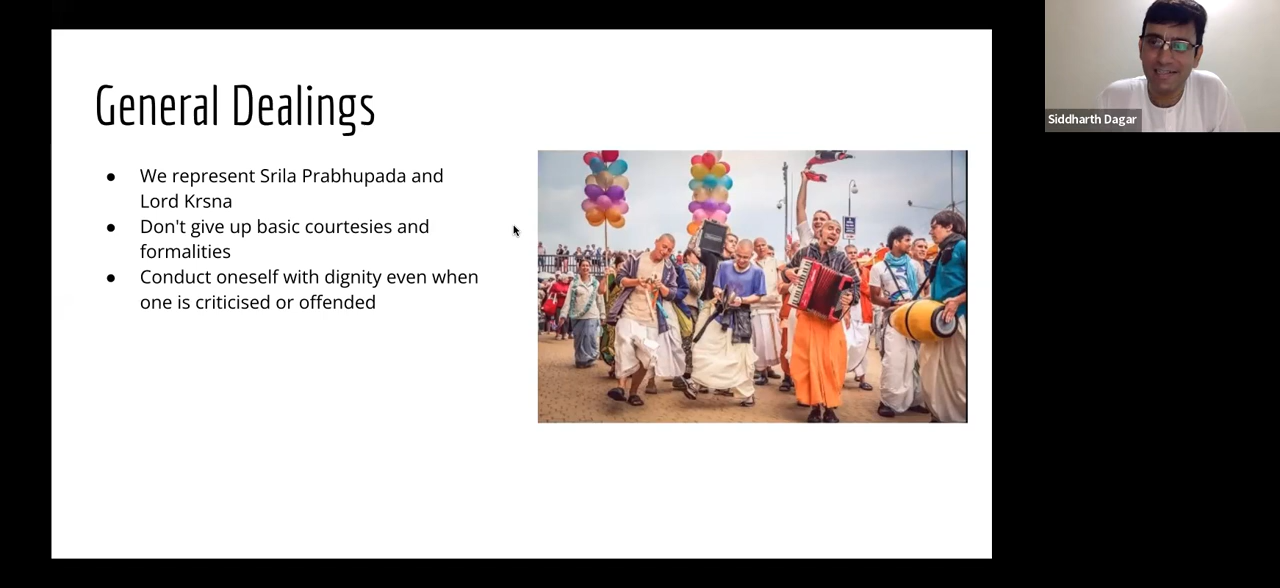 General Dealings
● We represent Srila Prabhupada and
Lord Krsna
● Don't give up basic courtesies and
formalities
● Conduct oneself with dignity even when
one is criticised or offended
Siddharth Dagar